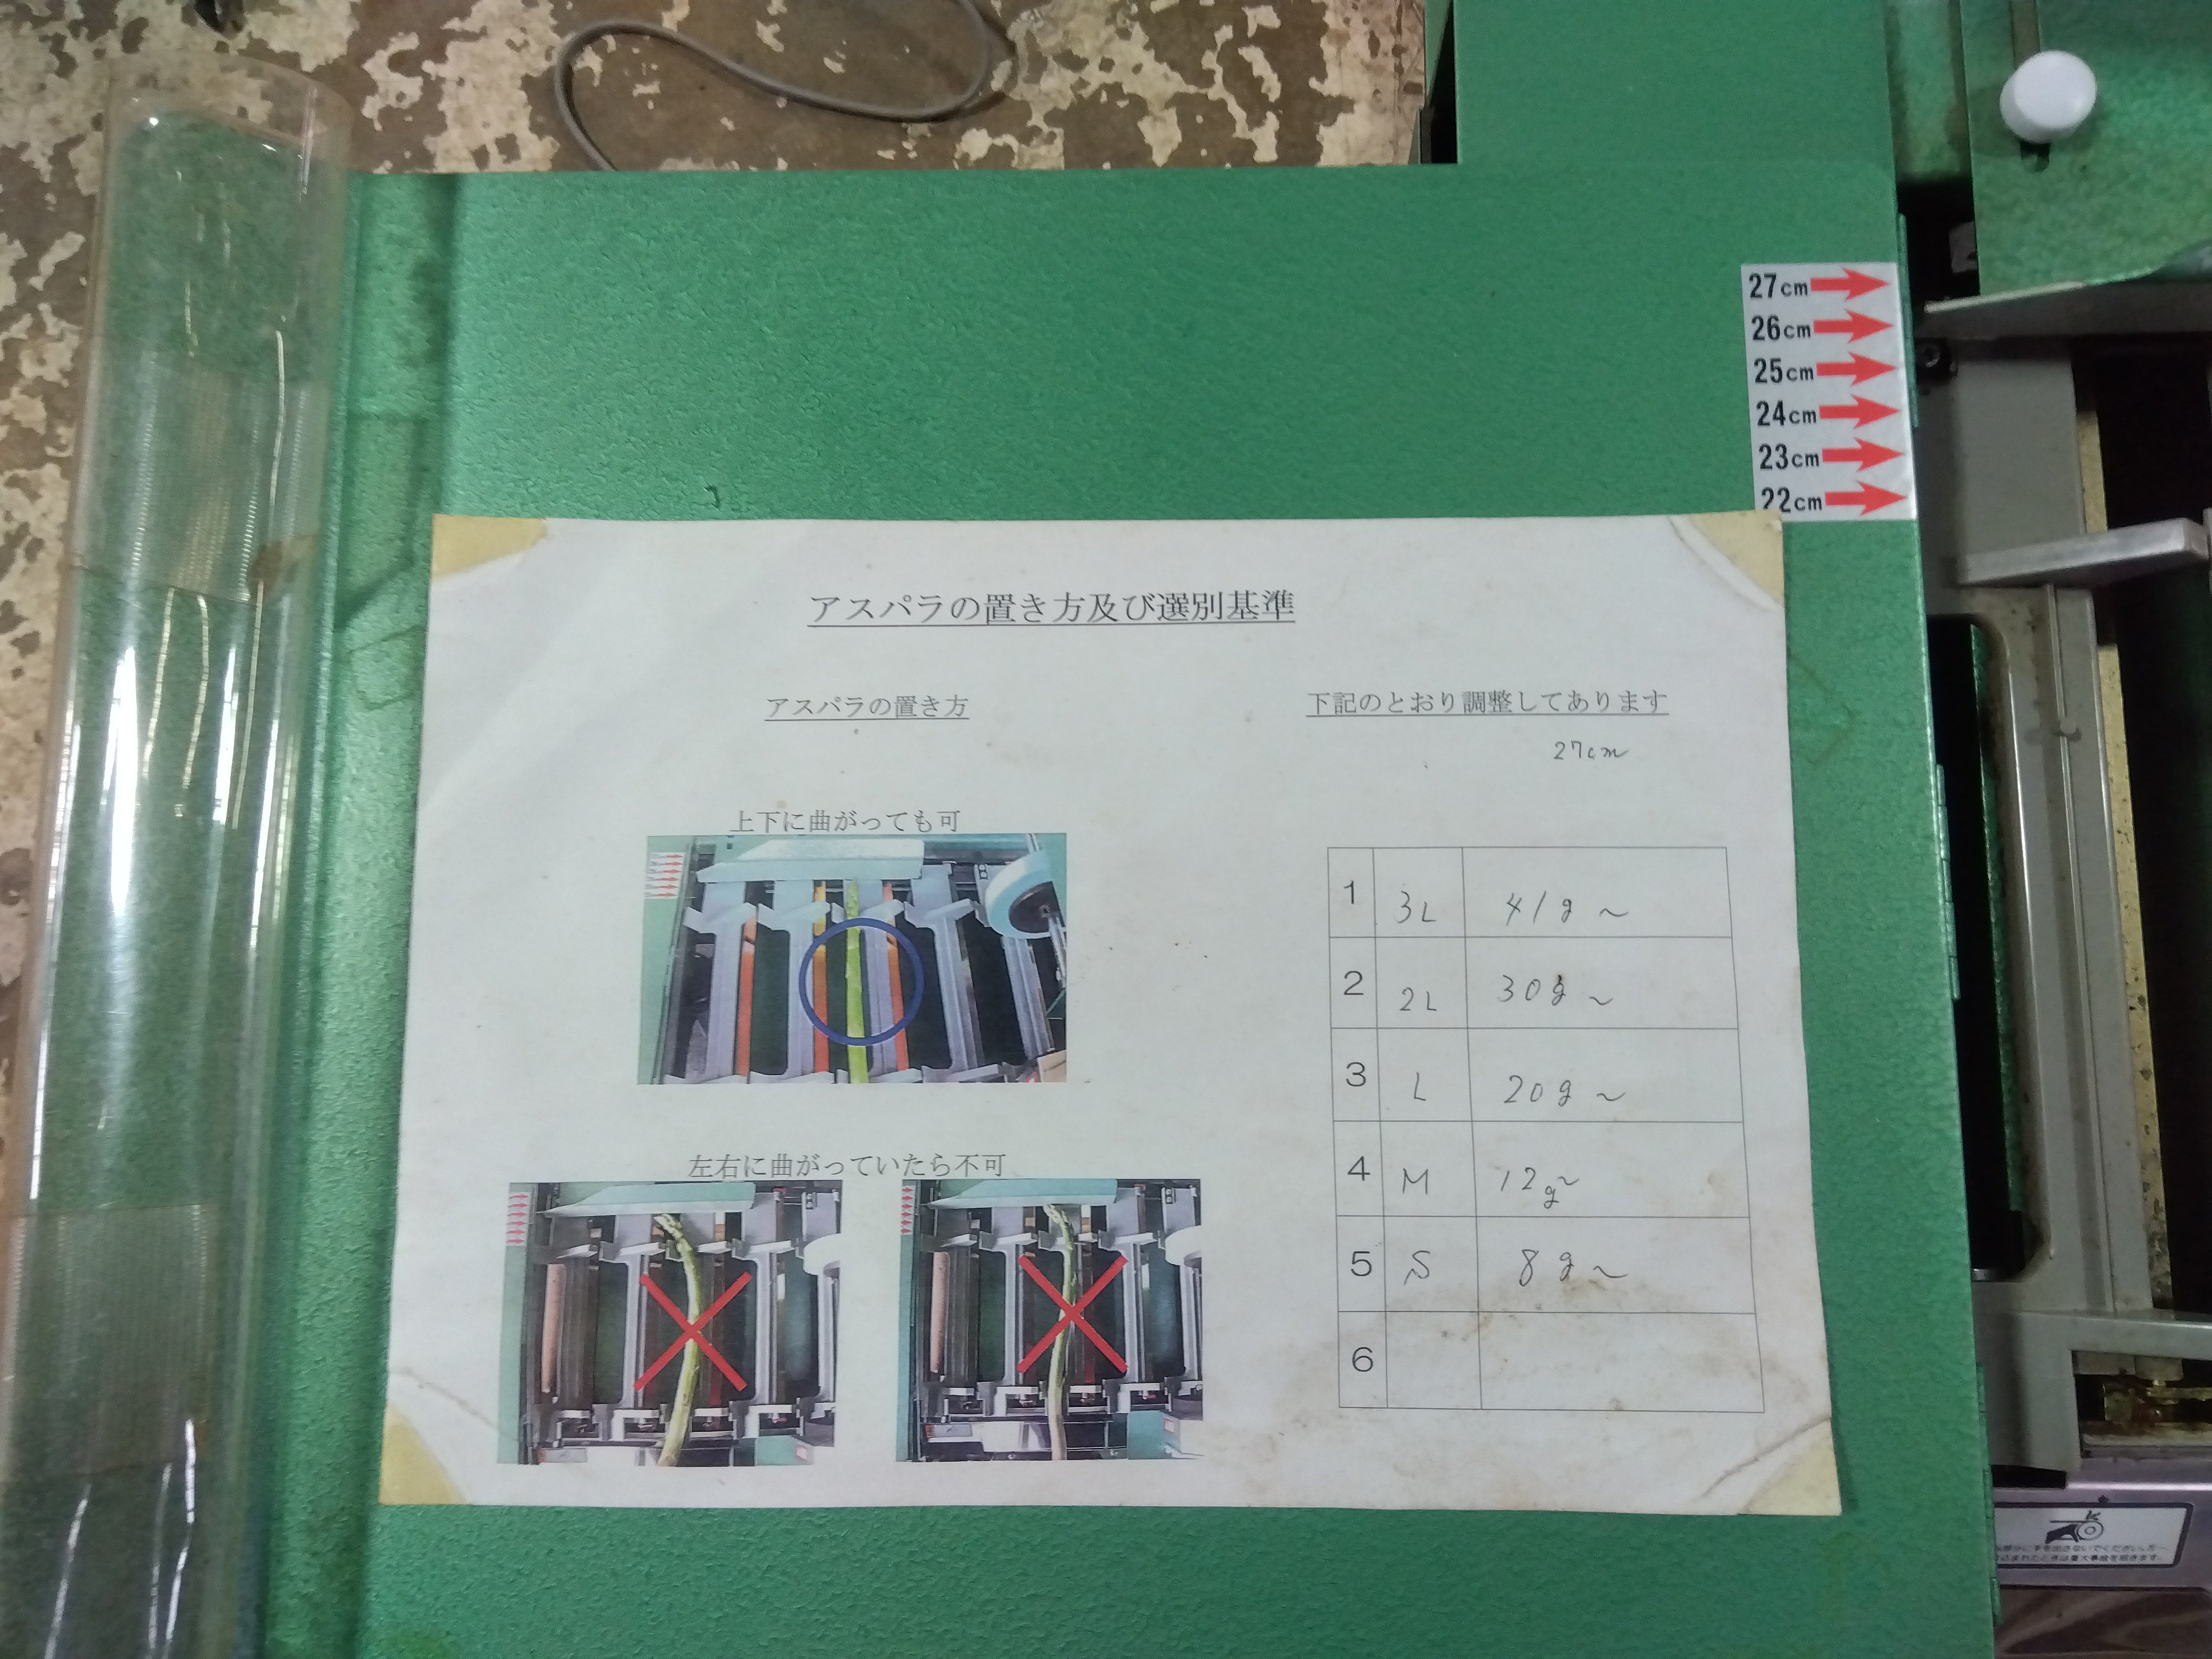 27cm
26cm
25cm
24cm
23cm
22cm
アスパラの置き方及び選別基準
アスパラの置き方
下記のとおり調整してあります
27cm
上下に曲がっても可
1 3L 41g～
2 2L 30g～
3 L 20g～
4 M 12g～
5 S 8g～
6
左右に曲がっていたら不可